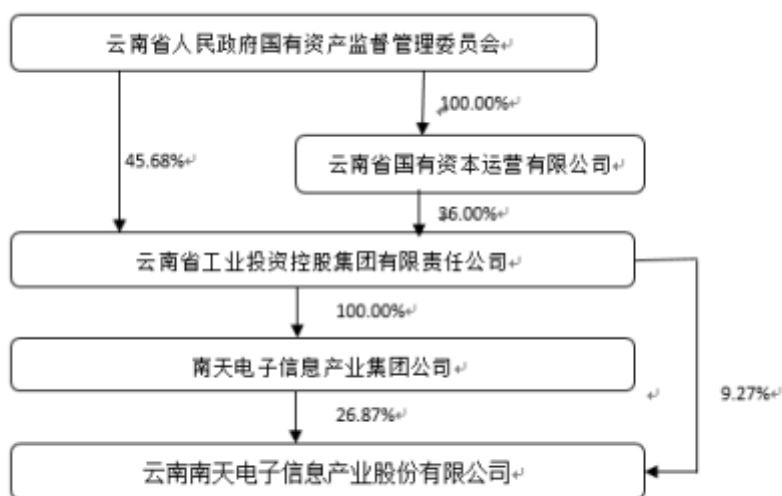 云南省人民政府国有资产监督管理委员会
100.00%
45.68%
云南省国有资本运营有限公司
36.00%
云南省工业投资控股集团有限责任公司
100.00%
南天电子信息产业集团公司
9.27%
26.87%
云南南天电子信息产业股份有限公司